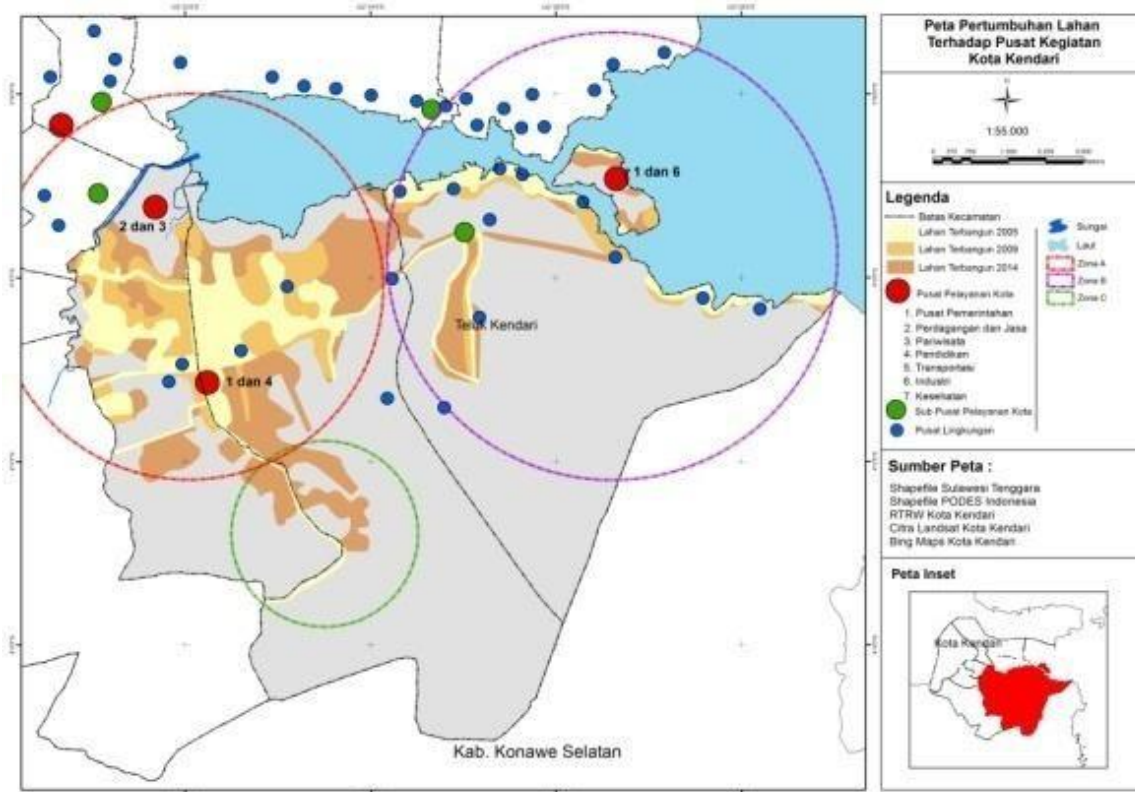 Peta Pertumbuhan Lahan
Terhadap Pusat Kegiatan
Kota Kendari
1:55.000
Legenda
Batas Kecamatan
Lahan Terbangun 2005
Lahan Terbangun 2009
Lahan Terbangun 2014
Pusat Pelayanan Kota
1. Pusat Pemerintahan
2. Perdagangan dan Jasa
3. Pariwisata
4. Pendidikan
5. Transportasi
6. Industri
7. Kesehatan
Sub Pusat Pelayanan Kota
Pusat Lingkungan
Sungai
Laut
Zona A
Zona B
Zona C
Sumber Peta :
Shapefile Sulawesi Tenggara
Shapefile PODES Indonesia
RTRW Kota Kendari
Citra Landsat Kota Kendari
Bing Maps Kota Kendari
Peta Inset
Kota Kendari
1 dan 6
2 dan 3
Teluk Kendari
1 dan 4
Kab. Konawe Selatan